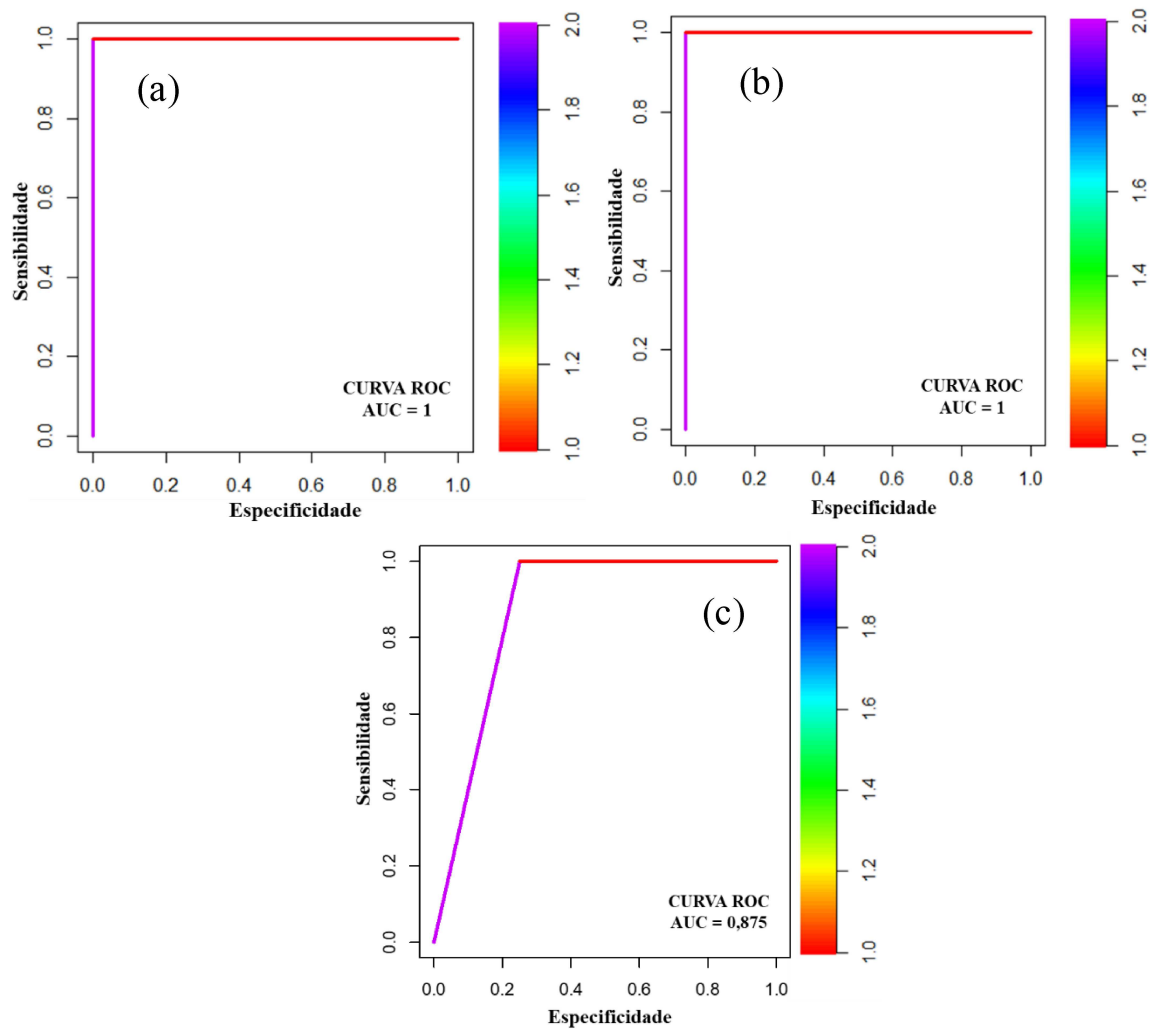 (a)
Sensibilidade
0.0 0.2 0.4 0.6 0.8 1.0
CURVA ROC
AUC = 1
0.0 0.2 0.4 0.6 0.8 1.0
Especificidade
1.0 1.2 1.4 1.6 1.8 2.0
(b)
Sensibilidade
0.0 0.2 0.4 0.6 0.8 1.0
CURVA ROC
AUC = 1
0.0 0.2 0.4 0.6 0.8 1.0
Especificidade
1.0 1.2 1.4 1.6 1.8 2.0
(c)
Sensibilidade
0.0 0.2 0.4 0.6 0.8 1.0
CURVA ROC
AUC = 0,875
0.0 0.2 0.4 0.6 0.8 1.0
Especificidade
1.0 1.2 1.4 1.6 1.8 2.0